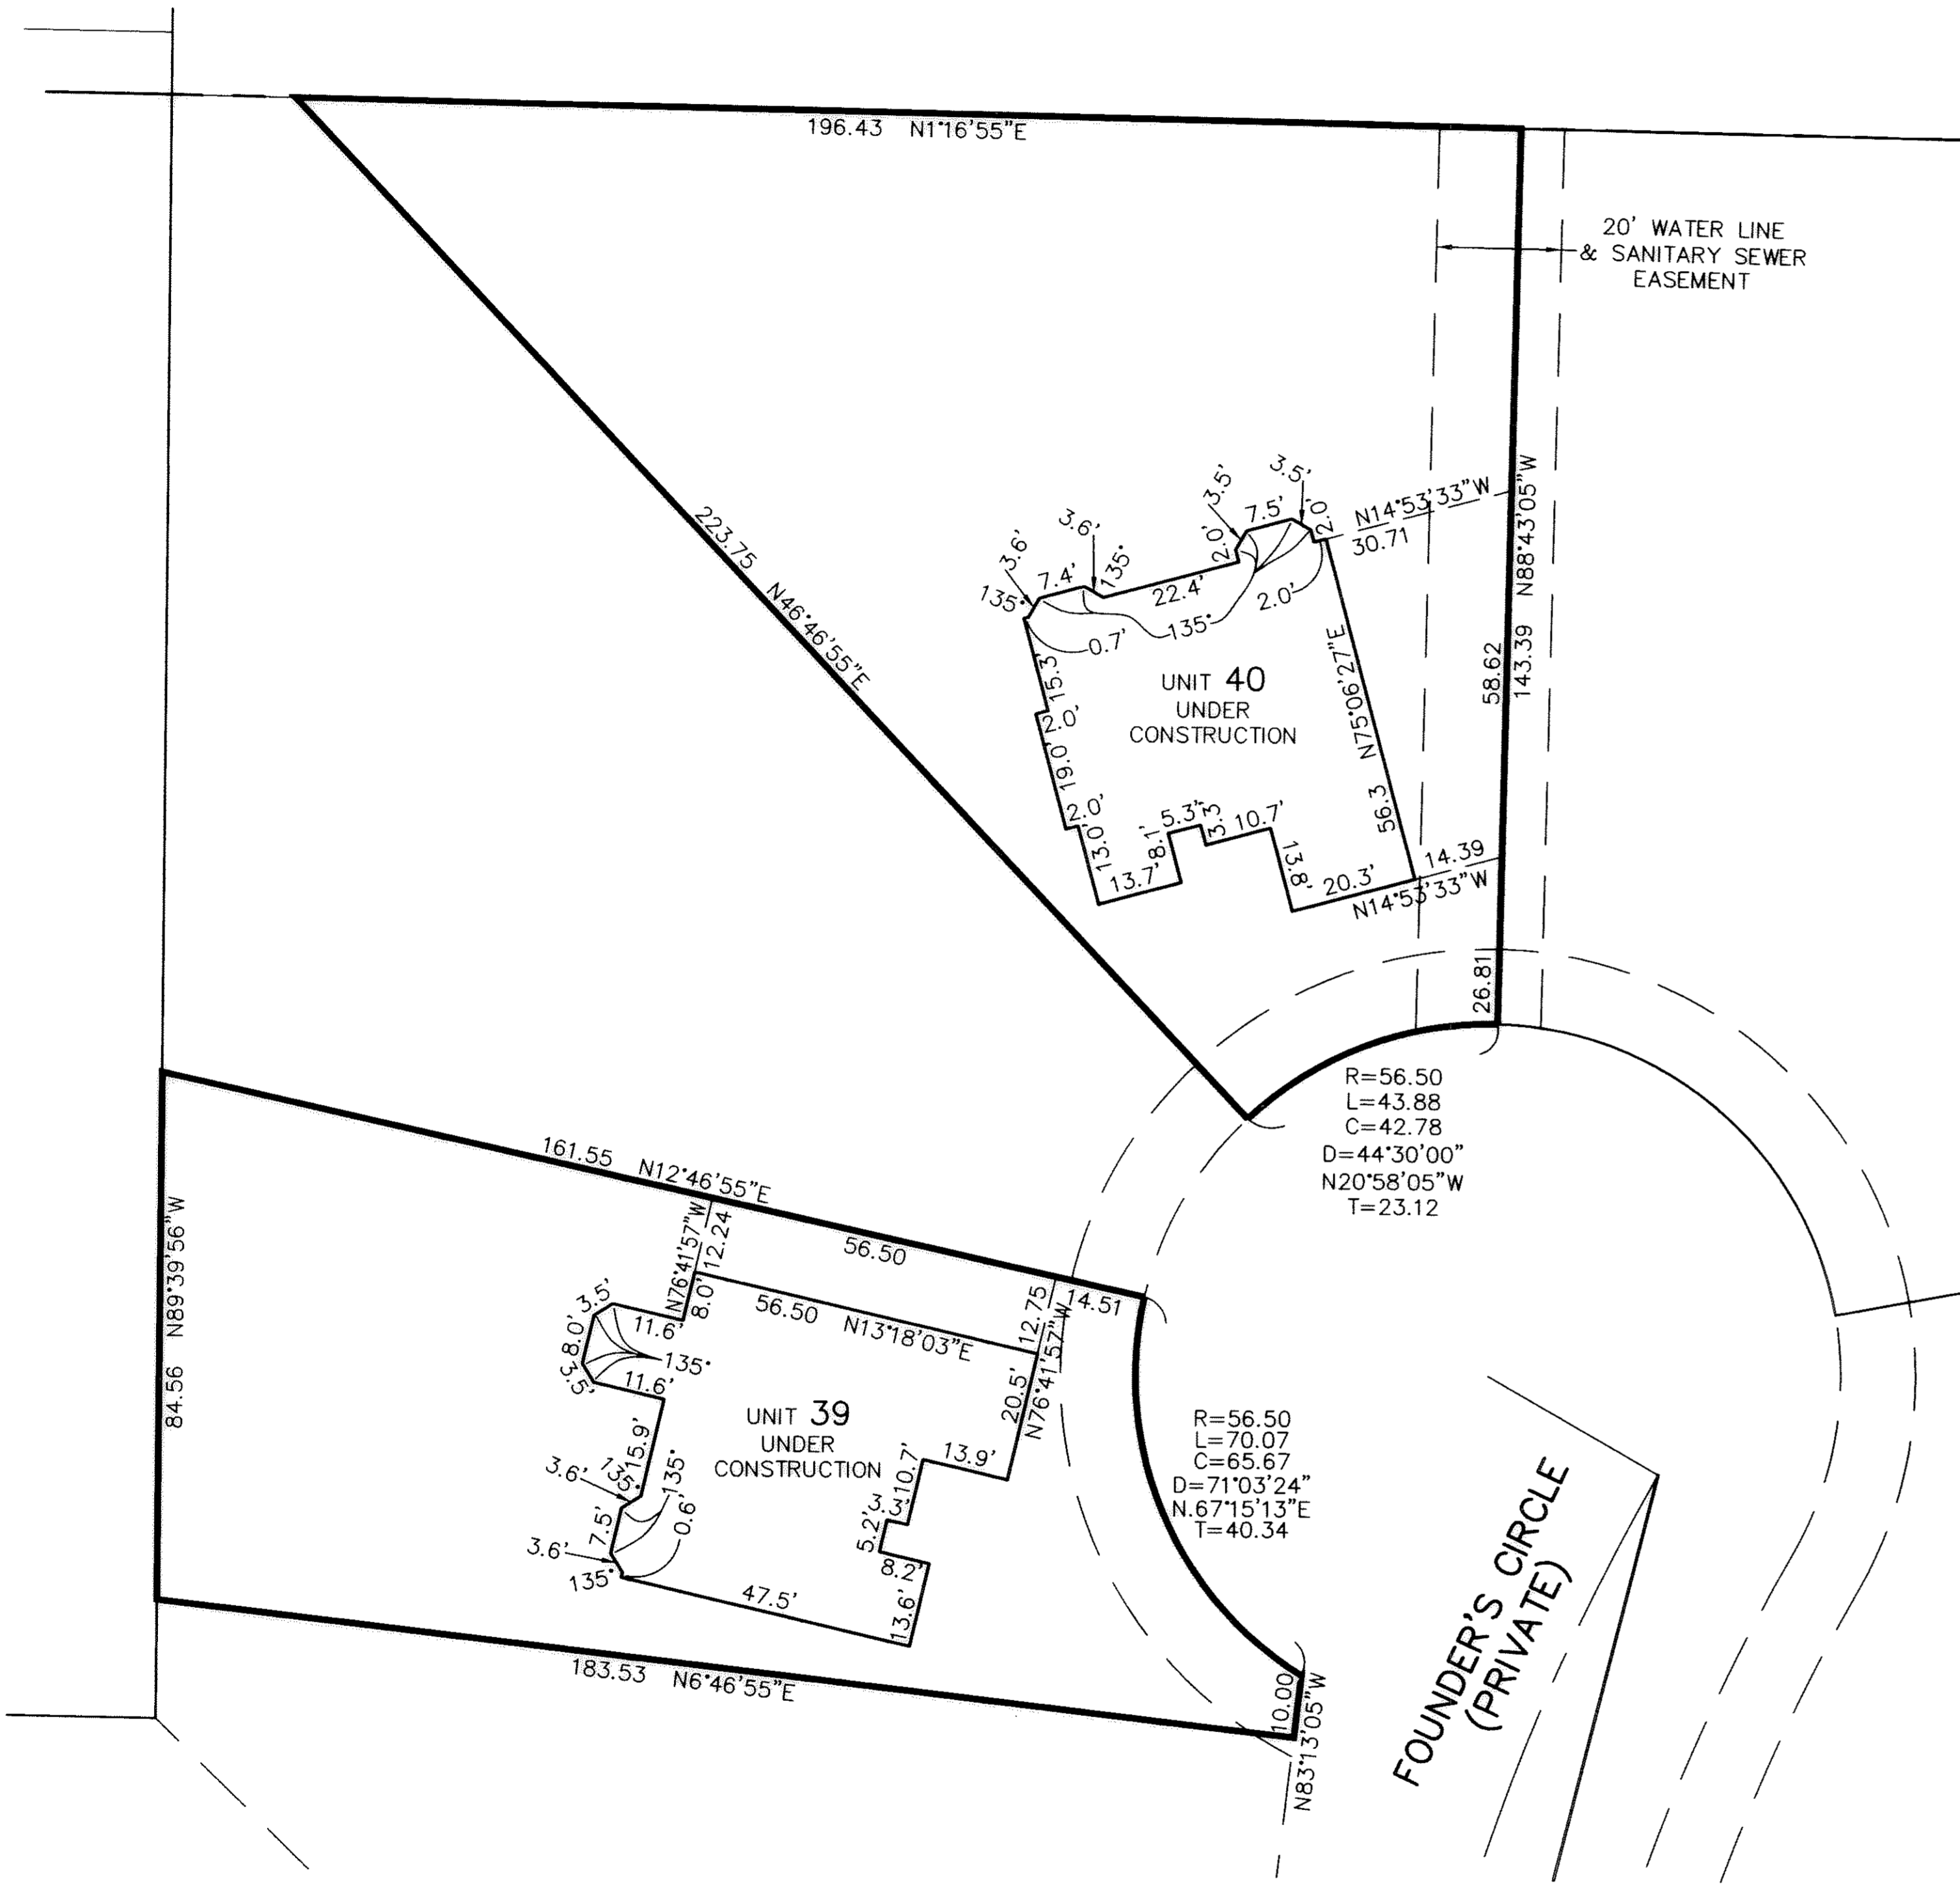 196.43 N1°16'55"E
20' WATER LINE
& SANITARY SEWER
EASEMENT
223.75 N46°46'55"E
143.39 N88°43'05"W
58.62
26.81
3.5'
3.5'
7.5'
2.0'
2.0'
2.0'
N14°53'33"W
30.71
3.6'
3.6'
7.4'
135°
135°
22.4'
135°
0.7'
15.3'
2.0'
19.0'
2.0'
13.0'
13.7'
8.1'
5.3'
3.3'
10.7'
13.8'
20.3'
56.3 N75°06'27"E
14.39
N14°53'33"W
UNIT 40
UNDER
CONSTRUCTION
R=56.50
L=43.88
C=42.78
D=44°30'00"
N20°58'05"W
T=23.12
161.55 N12°46'55"E
56.50
14.51
84.56 N89°39'56"W
N76°41'57"W
12.24
8.0'
56.50 N13°18'03"E
12.75
N76°41'57"W
20.5'
3.5'
11.6'
8.0'
3.5'
135°
11.6'
15.9'
3.6'
135°
135°
7.5'
0.6'
3.6'
135°
47.5'
13.6'
8.2'
5.2'
3.3'
10.7'
13.9'
UNIT 39
UNDER
CONSTRUCTION
R=56.50
L=70.07
C=65.67
D=71°03'24"
N.67°15'13"E
T=40.34
183.53 N6°46'55"E
10.00
N83°13'05"W
FOUNDER'S CIRCLE
(PRIVATE)